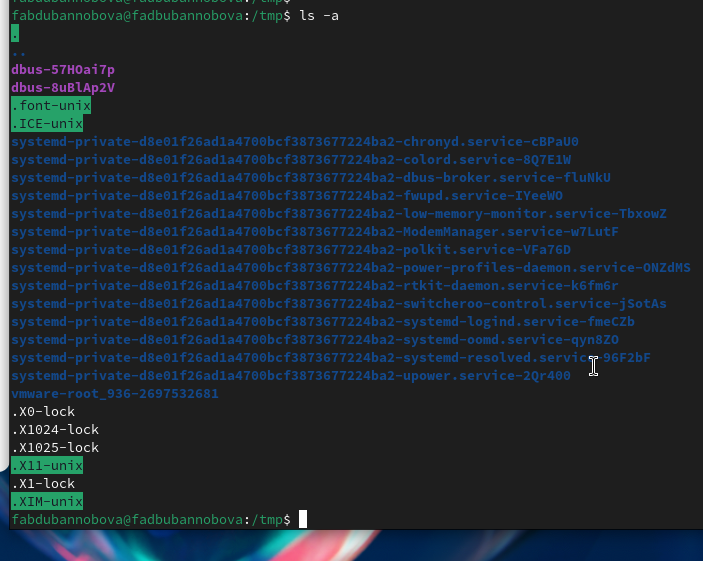 fabdubannobova@fadbubannobova:/tmp$ ls -a
.
..
dbus-57HOai7p
dbus-8uBlAp2V
.font-unix
.ICE-unix
systemd-private-d8e01f26ad1a4700bcf3873677224ba2-chronyd.service-cBPaU0
systemd-private-d8e01f26ad1a4700bcf3873677224ba2-colord.service-8Q7E1W
systemd-private-d8e01f26ad1a4700bcf3873677224ba2-dbus-broker.service-fluNkU
systemd-private-d8e01f26ad1a4700bcf3873677224ba2-fwupd.service-IYeeWO
systemd-private-d8e01f26ad1a4700bcf3873677224ba2-low-memory-monitor.service-TbxowZ
systemd-private-d8e01f26ad1a4700bcf3873677224ba2-ModemManager.service-w7LutF
systemd-private-d8e01f26ad1a4700bcf3873677224ba2-polkit.service-VFa76D
systemd-private-d8e01f26ad1a4700bcf3873677224ba2-power-profiles-daemon.service-ONZdMS
systemd-private-d8e01f26ad1a4700bcf3873677224ba2-rtkit-daemon.service-k6fm6r
systemd-private-d8e01f26ad1a4700bcf3873677224ba2-switcheroo-control.service-jSotAs
systemd-private-d8e01f26ad1a4700bcf3873677224ba2-systemd-logind.service-fmeCZb
systemd-private-d8e01f26ad1a4700bcf3873677224ba2-systemd-oomd.service-qyn8ZO
systemd-private-d8e01f26ad1a4700bcf3873677224ba2-systemd-resolved.service-96F2bF
systemd-private-d8e01f26ad1a4700bcf3873677224ba2-upower.service-2Qr400
vmware-root_936-2697532681
.X0-lock
.X1024-lock
.X1025-lock
.X11-unix
.X1-lock
.XIM-unix
fabdubannobova@fadbubannobova:/tmp$